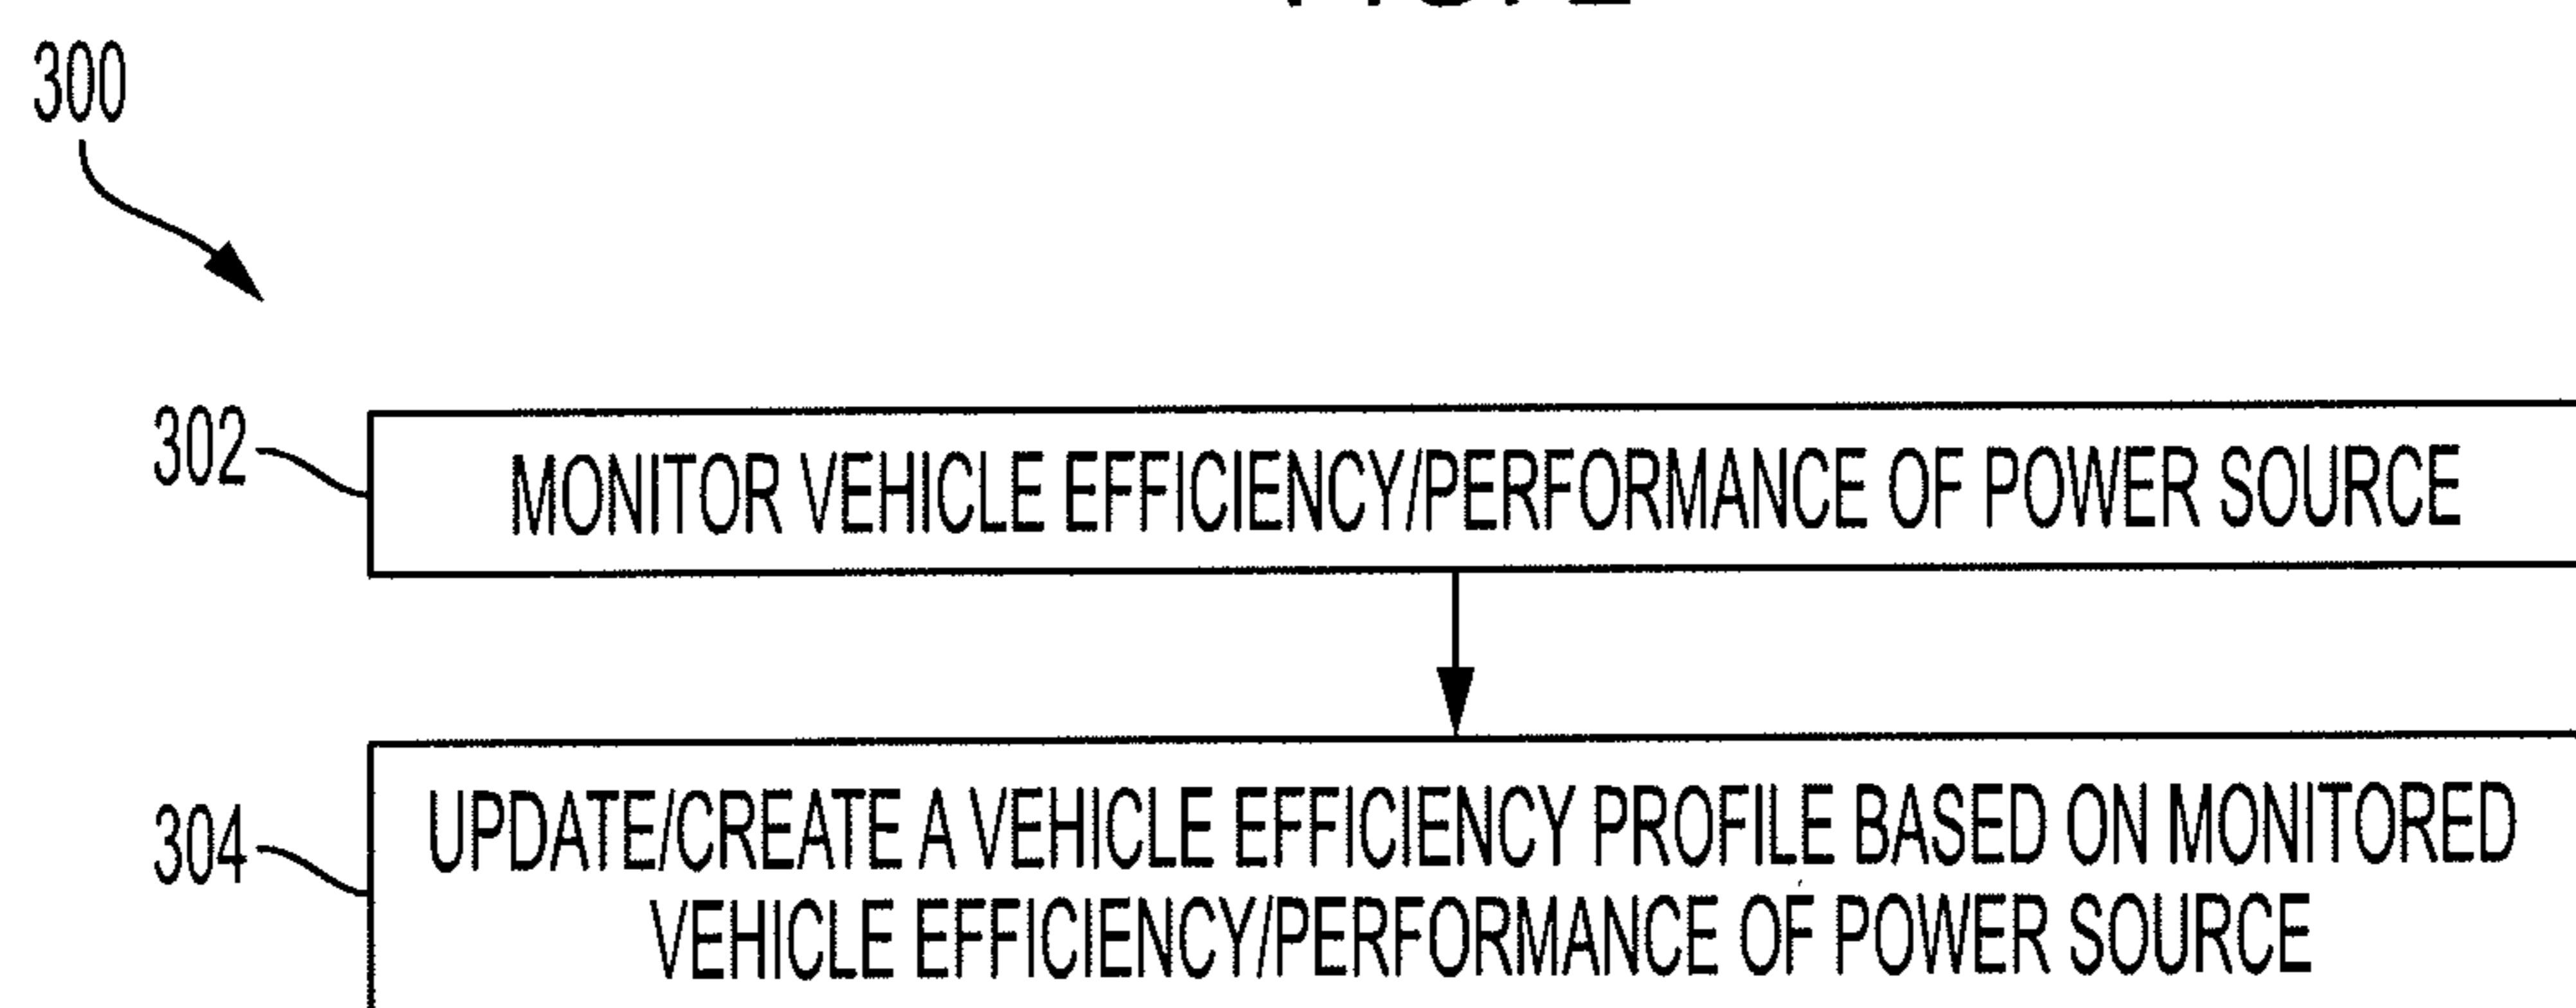 300
302
MONITOR VEHICLE EFFICIENCY/PERFORMANCE OF POWER SOURCE
304
UPDATE/CREATE A VEHICLE EFFICIENCY PROFILE BASED ON MONITORED
VEHICLE EFFICIENCY/PERFORMANCE OF POWER SOURCE